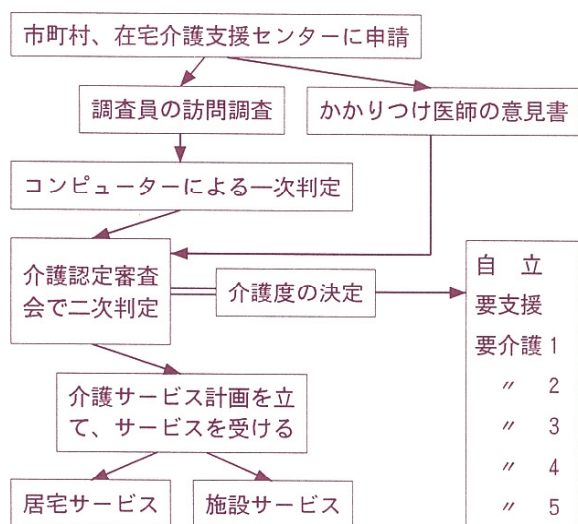 市町村、在宅介護支援センターに申請
調査員の訪問調査
かかりつけ医師の意見書
コンピューターによる一次判定
介護認定審査
会で二次判定
介護度の決定
自　立
要支援
要介護 1
〃　2
〃　3
〃　4
〃　5
介護サービス計画を立
て、サービスを受ける
居宅サービス
施設サービス